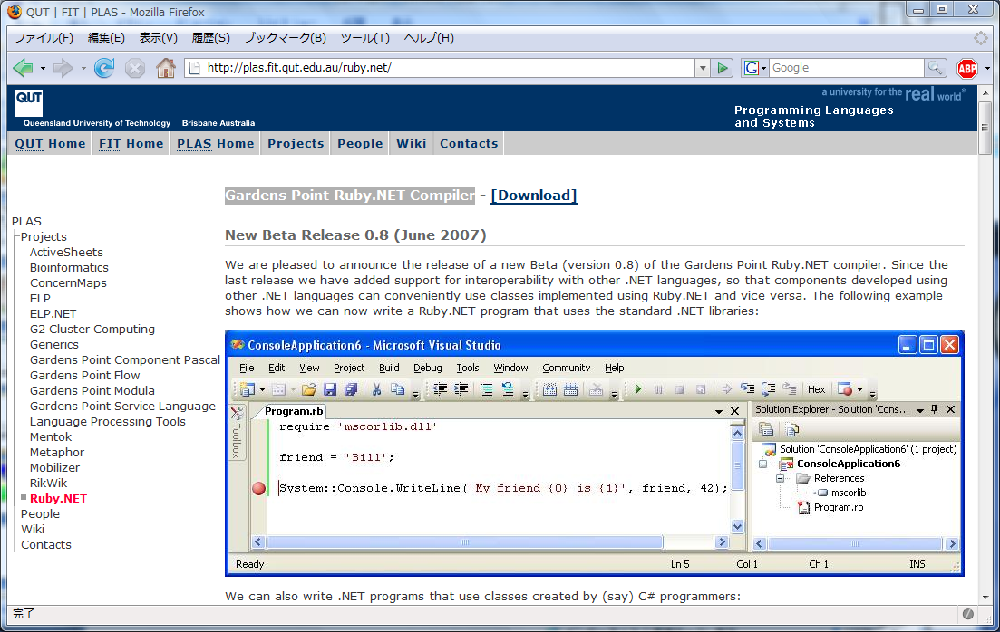 QUT | FIT | PLAS - Mozilla Firefox
ファイル(F) 編集(E) 表示(V) 履歴(S) ブックマーク(B) ツール(T) ヘルプ(H)
http://plas.fit.qut.edu.au/ruby.net/
G Google
ABP
QUT
a university for the real world®
Queensland University of Technology Brisbane Australia
Programming Languages
and Systems
QUT Home FIT Home PLAS Home Projects People Wiki Contacts
PLAS
Projects
ActiveSheets
Bioinformatics
ConcernMaps
ELP
ELP.NET
G2 Cluster Computing
Generics
Gardens Point Component Pascal
Gardens Point Flow
Gardens Point Modula
Gardens Point Service Language
Language Processing Tools
Mentok
Metaphor
Mobilizer
RikWik
Ruby.NET
People
Wiki
Contacts
Gardens Point Ruby.NET Compiler - [Download]
New Beta Release 0.8 (June 2007)
We are pleased to announce the release of a new Beta (version 0.8) of the Gardens Point Ruby.NET compiler. Since the
last release we have added support for interoperability with other .NET languages, so that components developed using
other .NET languages can conveniently use classes implemented using Ruby.NET and vice versa. The following example
shows how we can now write a Ruby.NET program that uses the standard .NET libraries:
ConsoleApplication6 - Microsoft Visual Studio
File Edit View Project Build Debug Tools Window Community Help
Hex
Toolbox
Program.rb
require 'mscorlib.dll'
friend = 'Bill';
System::Console.WriteLine('My friend {0} is {1}', friend, 42);
Solution Explorer - Solution 'Cons...
Solution 'ConsoleApplication6' (1 project)
ConsoleApplication6
References
mscorlib
Program.rb
Ready Ln 5 Col 1 Ch 1 INS
We can also write .NET programs that use classes created by (say) C# programmers:
完了